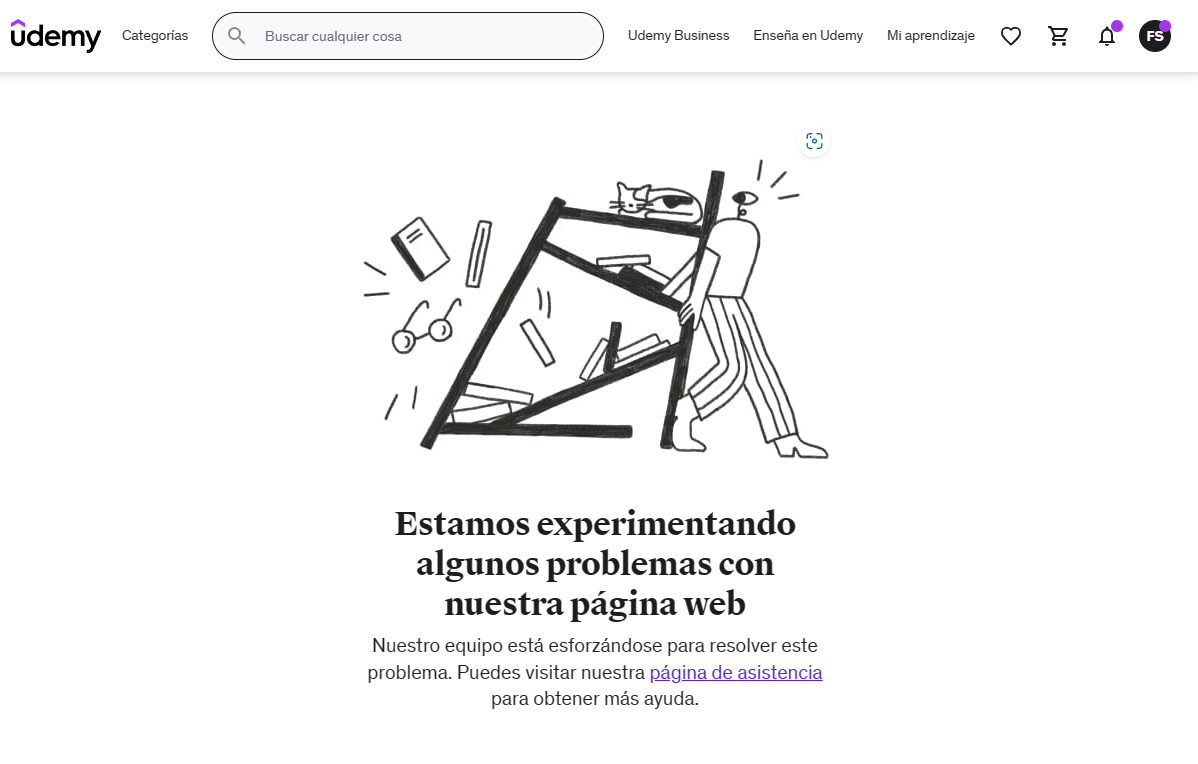 udemy
Categorías
Buscar cualquier cosa
Udemy Business
Enseña en Udemy
Mi aprendizaje
FS
Estamos experimentando
algunos problemas con
nuestra página web
Nuestro equipo está esforzándose para resolver este
problema. Puedes visitar nuestra página de asistencia
para obtener más ayuda.